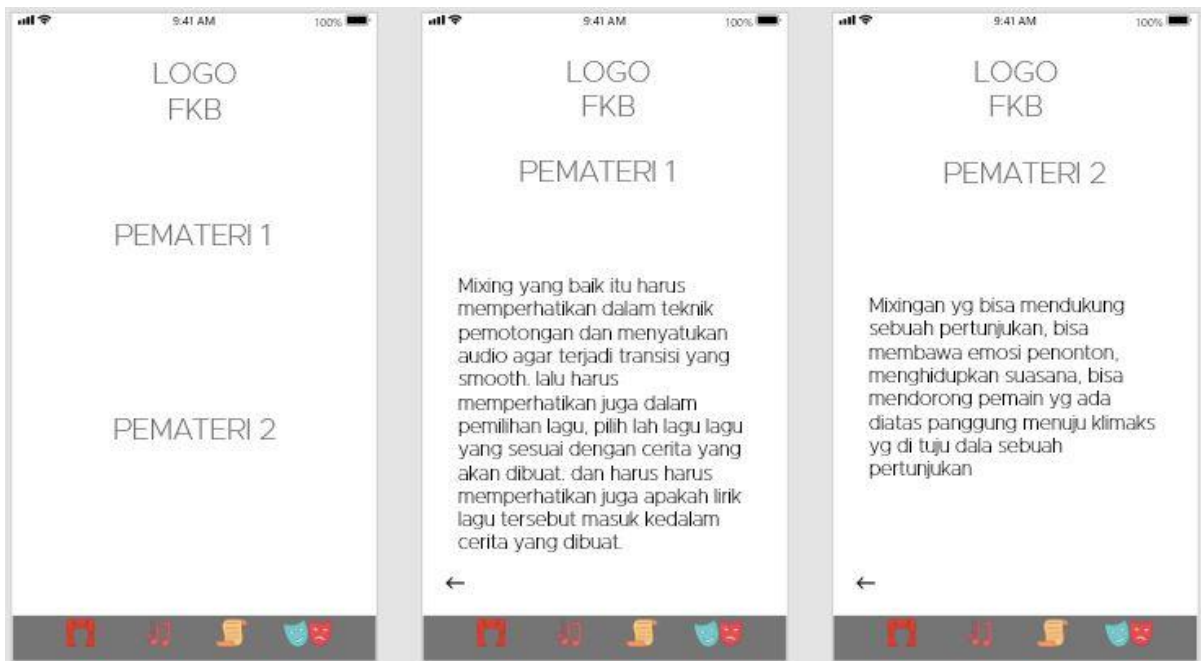 9:41 AM 100%
LOGO
FKB
PEMATERI 1
PEMATERI 2
9:41 AM 100%
LOGO
FKB
PEMATERI 1
Mixing yang baik itu harus
memperhatikan dalam teknik
pemotongan dan menyatukan
audio agar terjadi transisi yang
smooth. lalu harus
memperhatikan juga dalam
pemilihan lagu, pilih lah lagu lagu
yang sesuai dengan cerita yang
akan dibuat. dan harus harus
memperhatikan juga apakah lirik
lagu tersebut masuk kedalam
cerita yang dibuat.
9:41 AM 100%
LOGO
FKB
PEMATERI 2
Mixingan yg bisa mendukung
sebuah pertunjukan, bisa
membawa emosi penonton,
menghidupkan suasana, bisa
mendorong pemain yg ada
diatas panggung menuju klimaks
yg di tuju dala sebuah
pertunjukan